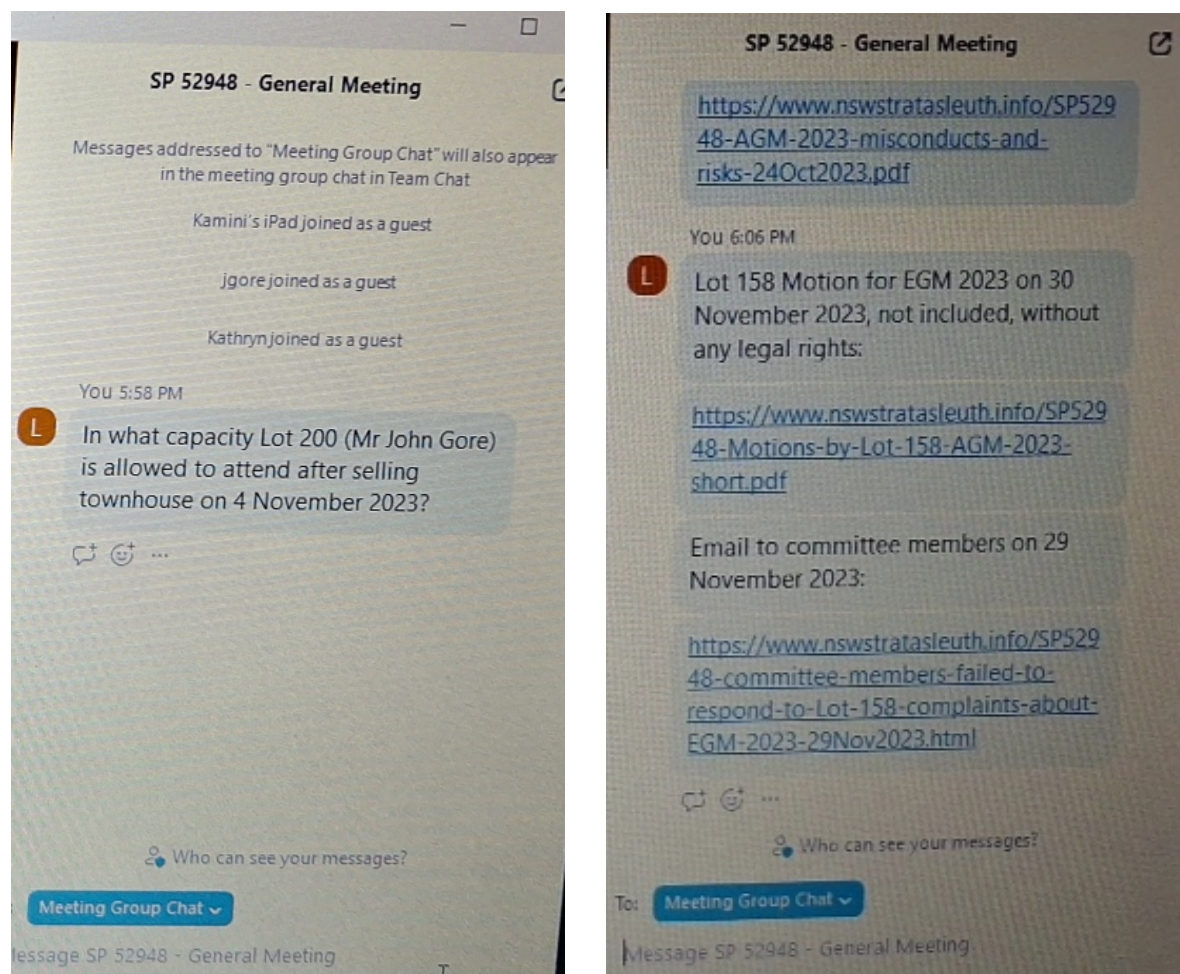 SP 52948 - General Meeting
Messages addressed to "Meeting Group Chat" will also appear
in the meeting group chat in Team Chat
Kamini's iPad joined as a guest
jgore joined as a guest
Kathryn joined as a guest
You 5:58 PM
L
In what capacity Lot 200 (Mr John Gore)
is allowed to attend after selling
townhouse on 4 November 2023?
Who can see your messages?
Meeting Group Chat
essage SP 52948 - General Meeting
SP 52948 - General Meeting
https://www.nswstratasleuth.info/SP529
48-AGM-2023-misconducts-and-
risks-24Oct2023.pdf
You 6:06 PM
L
Lot 158 Motion for EGM 2023 on 30
November 2023, not included, without
any legal rights:
https://www.nswstratasleuth.info/SP529
48-Motions-by-Lot-158-AGM-2023-
short.pdf
Email to committee members on 29
November 2023:
https://www.nswstratasleuth.info/SP529
48-committee-members-failed-to-
respond-to-Lot-158-complaints-about-
EGM-2023-29Nov2023.html
Who can see your messages?
To: Meeting Group Chat
Message SP 52948 - General Meeting